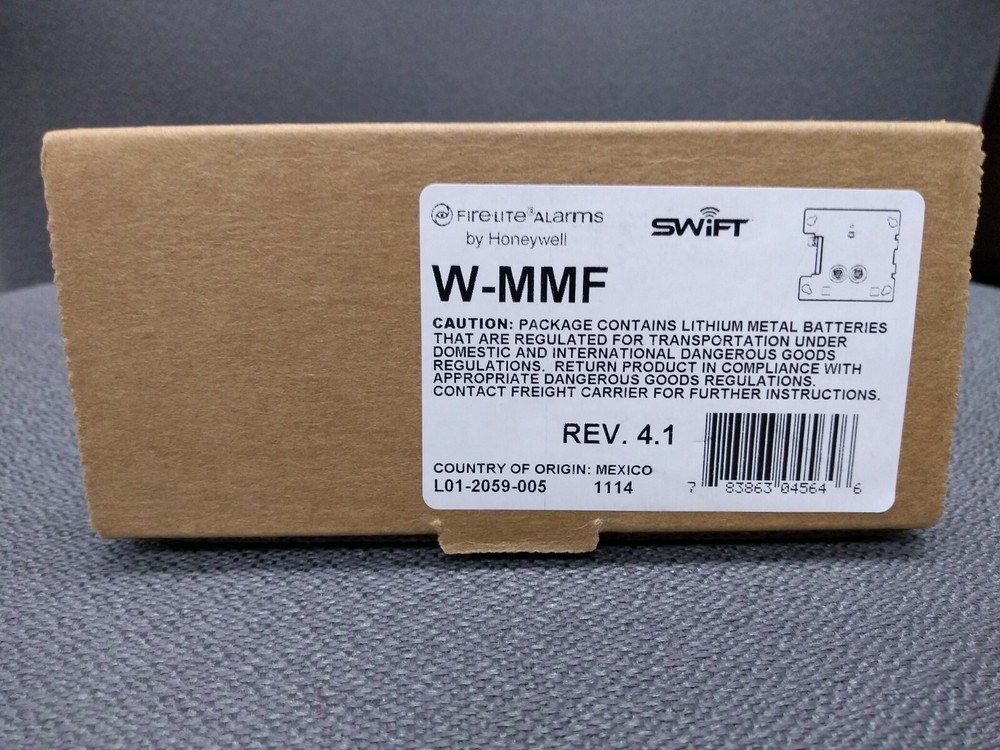 FIRE·LITE ALARMS
by Honeywell
SWiFT
W-MMF
CAUTION: PACKAGE CONTAINS LITHIUM METAL BATTERIES
THAT ARE REGULATED FOR TRANSPORTATION UNDER
DOMESTIC AND INTERNATIONAL DANGEROUS GOODS
REGULATIONS. RETURN PRODUCT IN COMPLIANCE WITH
APPROPRIATE DANGEROUS GOODS REGULATIONS.
CONTACT FREIGHT CARRIER FOR FURTHER INSTRUCTIONS.
REV. 4.1
COUNTRY OF ORIGIN: MEXICO
L01-2059-005 1114
7 83863 04564 6